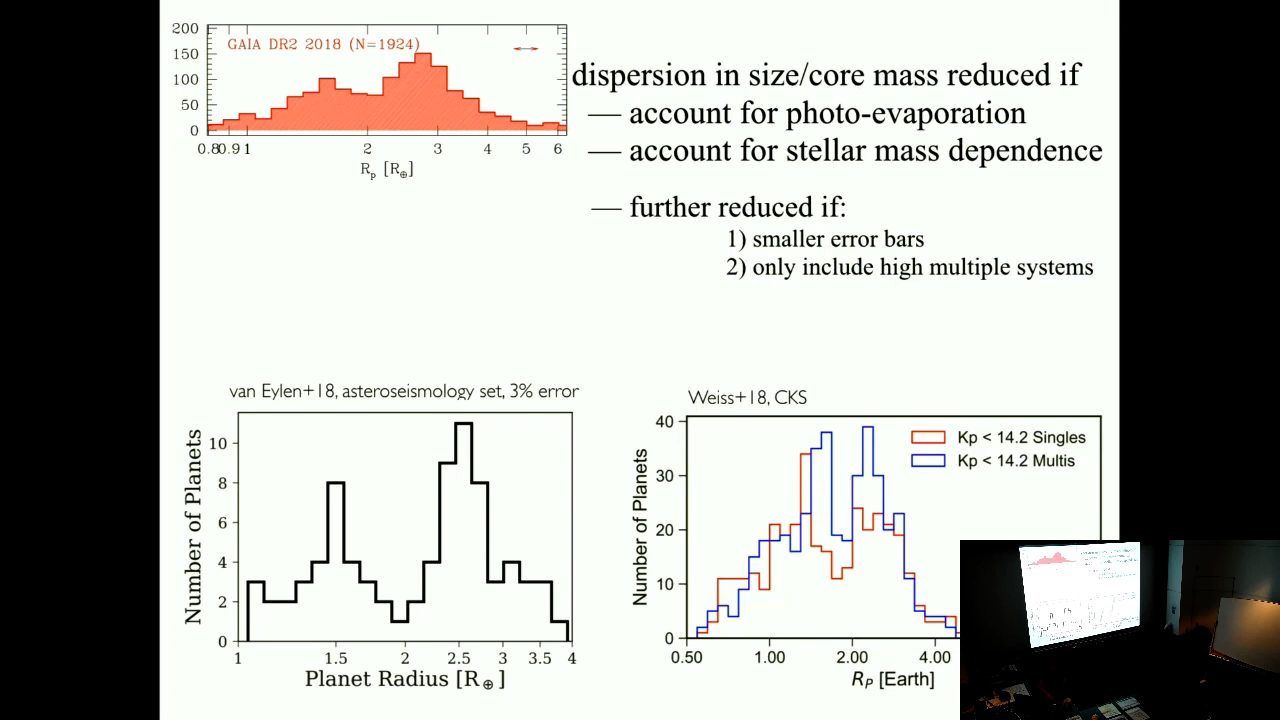 200
150
100
50
0
GAIA DR2 2018 (N=1924)
0.8 0.9 1 2 3 4 5 6
Rₚ [R⊕]
dispersion in size/core mass reduced if
— account for photo-evaporation
— account for stellar mass dependence
— further reduced if:
1) smaller error bars
2) only include high multiple systems
van Eylen+18, asteroseismology set, 3% error
Number of Planets
10
8
6
4
2
0
1 1.5 2 2.5 3 3.5 4
Planet Radius [R⊕]
Weiss+18, CKS
Number of Planets
40
30
20
10
0
Kp < 14.2 Singles
Kp < 14.2 Multis
0.50 1.00 2.00 4.00
Rₚ [Earth]